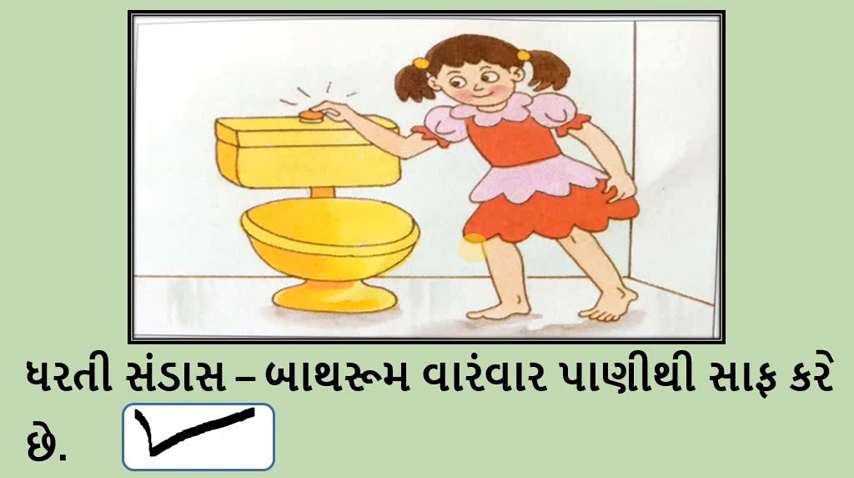 ધરતી સંડાસ – બાથરૂમ વારંવાર પાણીથી સાફ કરે
છે.